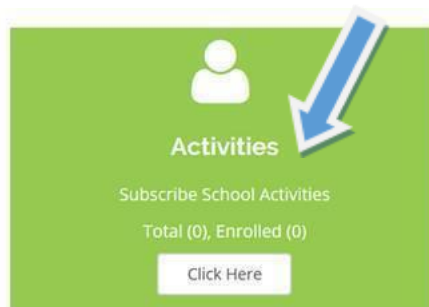 Activities
Subscribe School Activities
Total (0), Enrolled (0)
Click Here